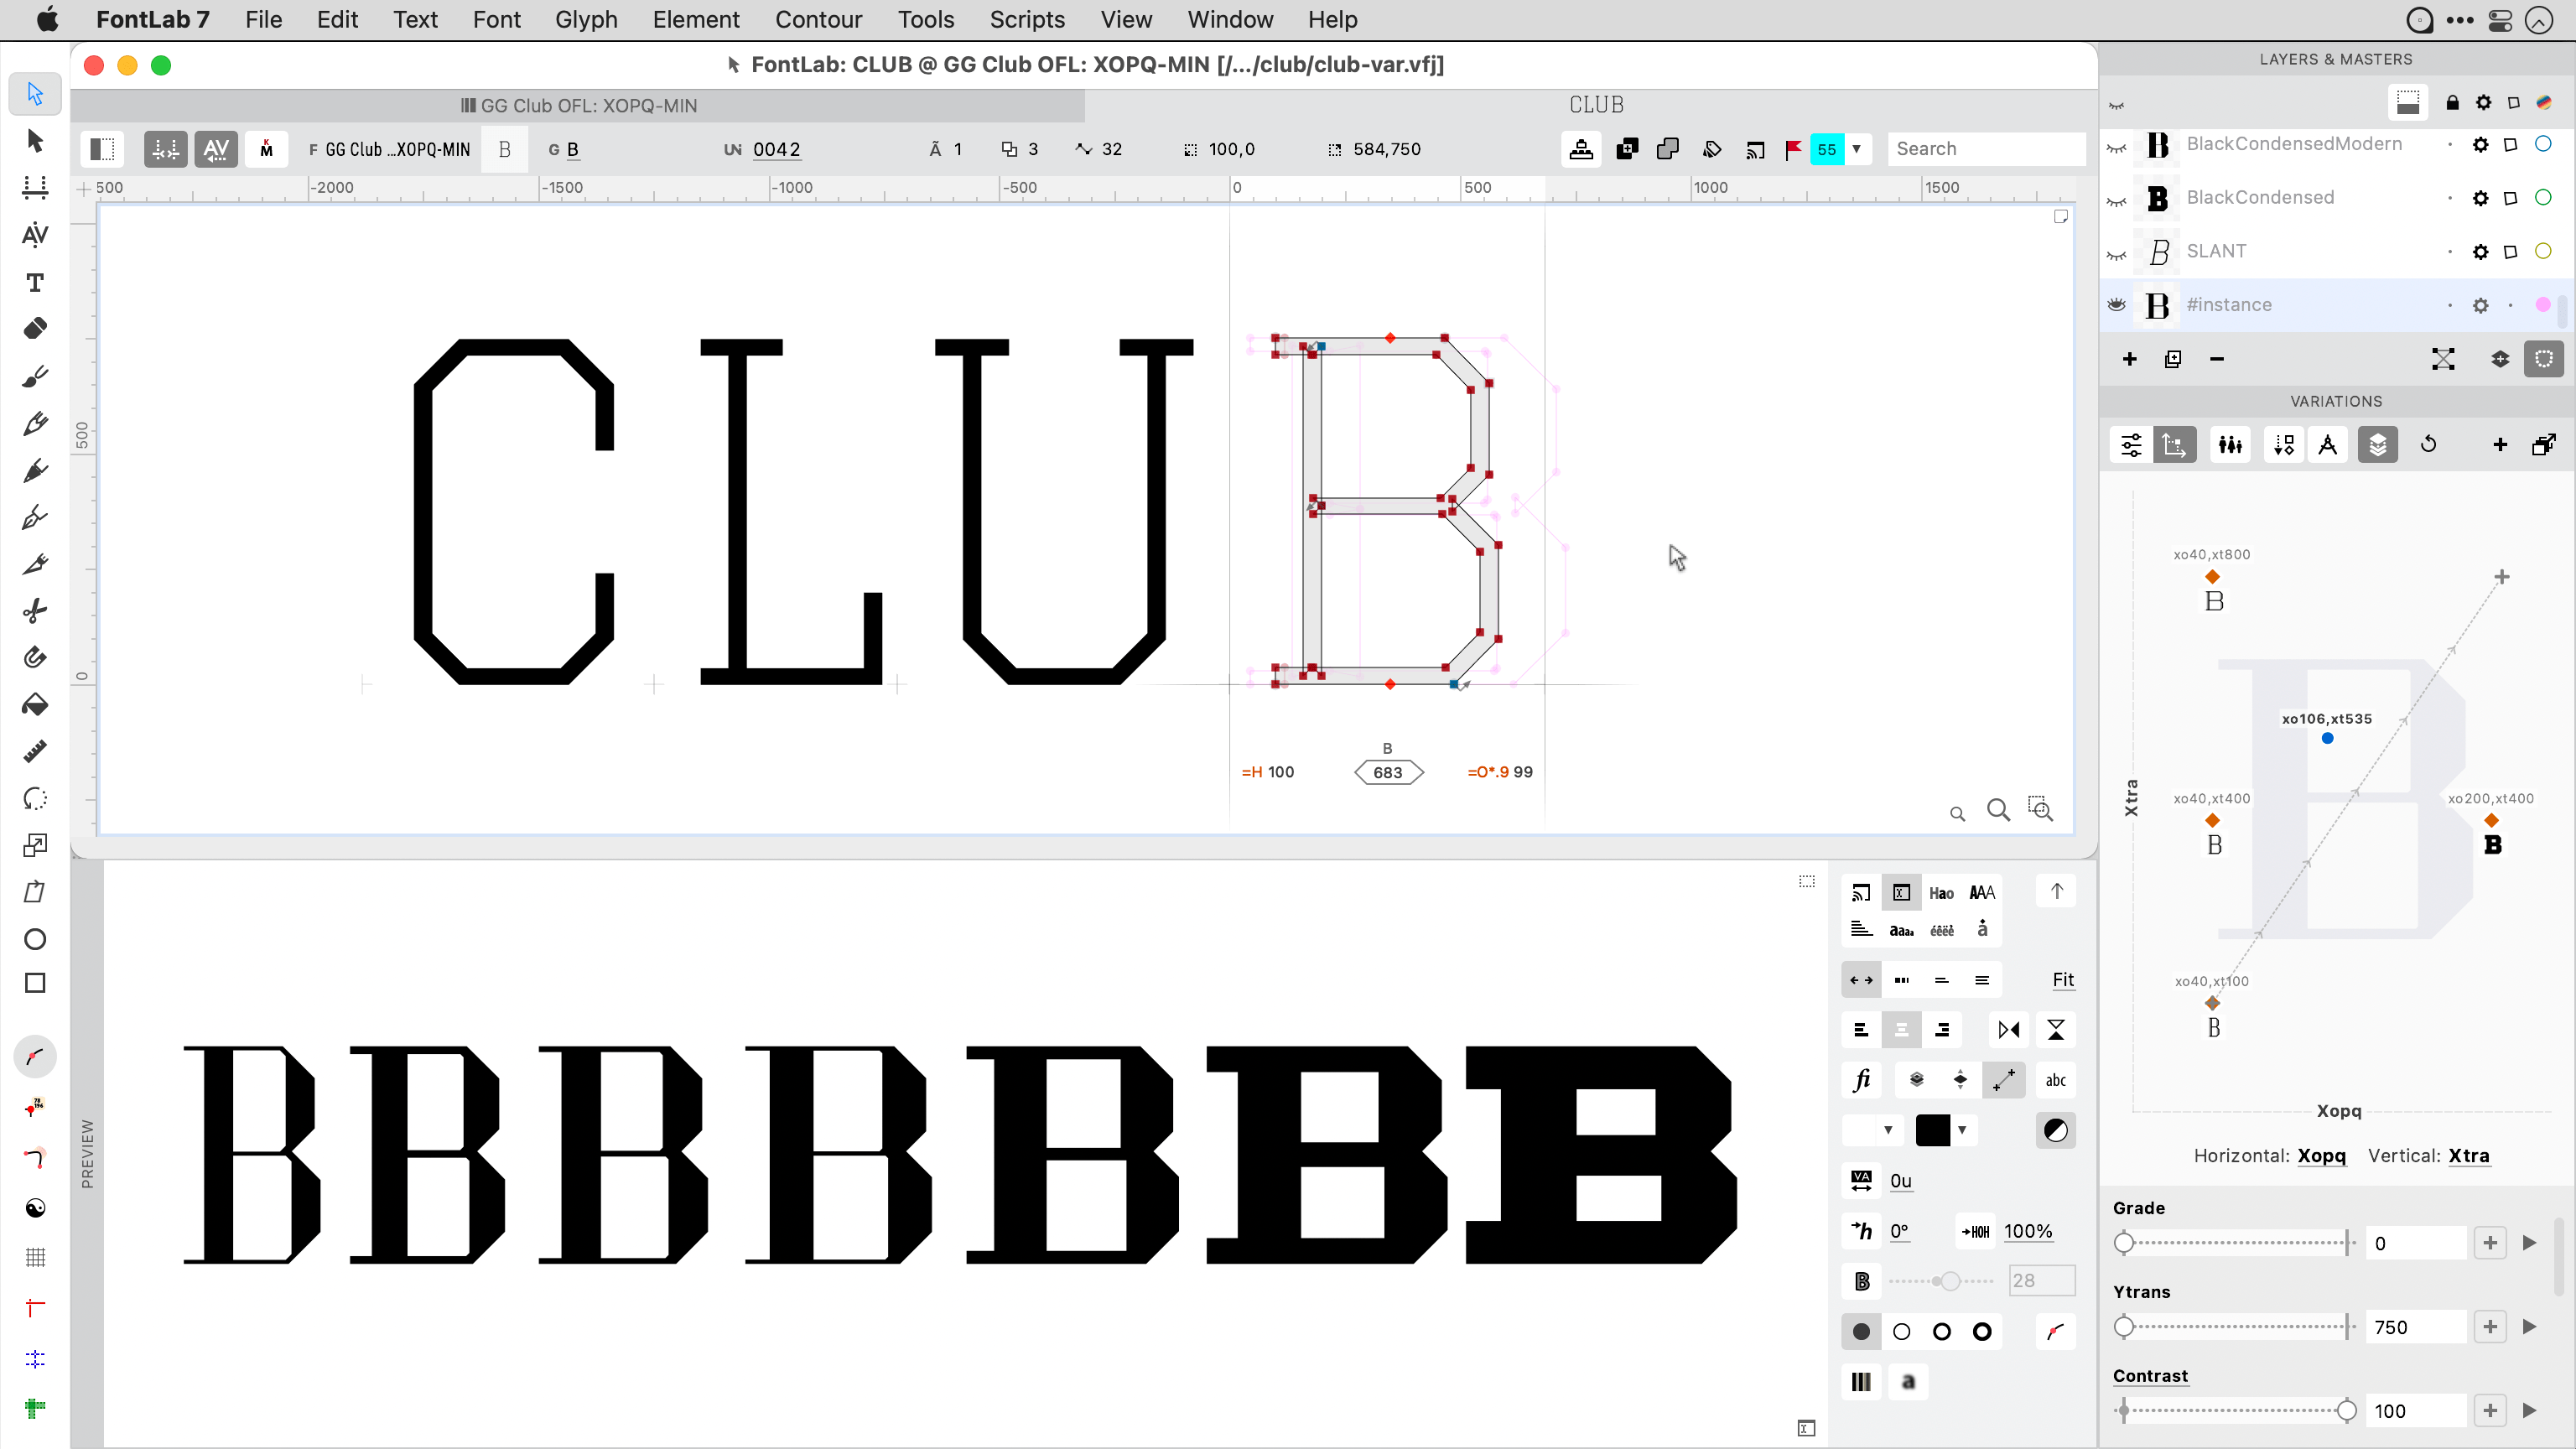 FontLab 7 File Edit Text Font Glyph Element Contour Tools Scripts View Window Help
FontLab: CLUB @ GG Club OFL: XOPQ-MIN [/.../club/club-var.vfj]
GG Club OFL: XOPQ-MIN
CLUB
F GG Club ...XOPQ-MIN B G B UN 0042 Ã 1 3 32 100,0 584,750 55 Search
500 -2000 -1500 -1000 -500 0 500 1000 1500
500
0
CLUB
B
=H 100 683 =O*.9 99
LAYERS & MASTERS
B BlackCondensedModern
B BlackCondensed
B SLANT
B #instance
VARIATIONS
xo40,xt800
B
xo106,xt535
xo40,xt400 xo200,xt400
B B
xo40,xt100
B
Xtra
Xopq
Horizontal: Xopq Vertical: Xtra
Grade
0
Ytrans
750
Contrast
100
PREVIEW
BBBBBBB
Hao AAA
aaaa éêëè å
Fit
fi abc
VA 0u
h 0° HOH 100%
B 28
a